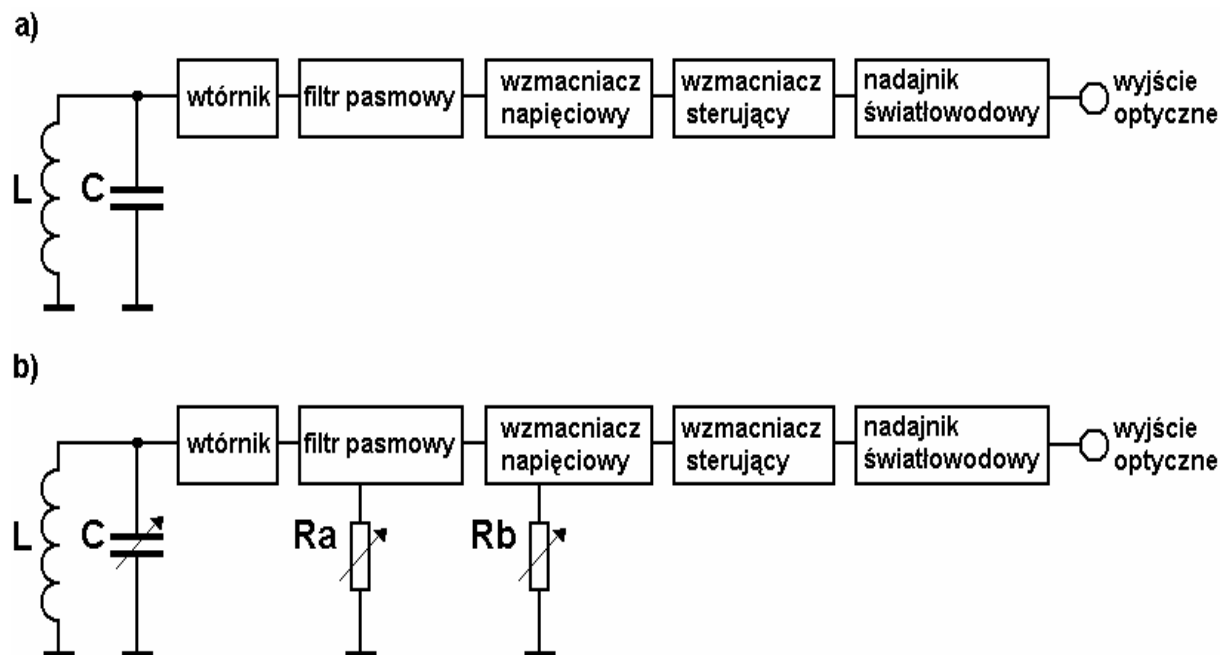 a)
wtórnik
filtr pasmowy
wzmacniacz
napięciowy
wzmacniacz
sterujący
nadajnik
światłowodowy
wyjście
optyczne
L
C
b)
wtórnik
filtr pasmowy
wzmacniacz
napięciowy
wzmacniacz
sterujący
nadajnik
światłowodowy
wyjście
optyczne
L
C
Ra
Rb